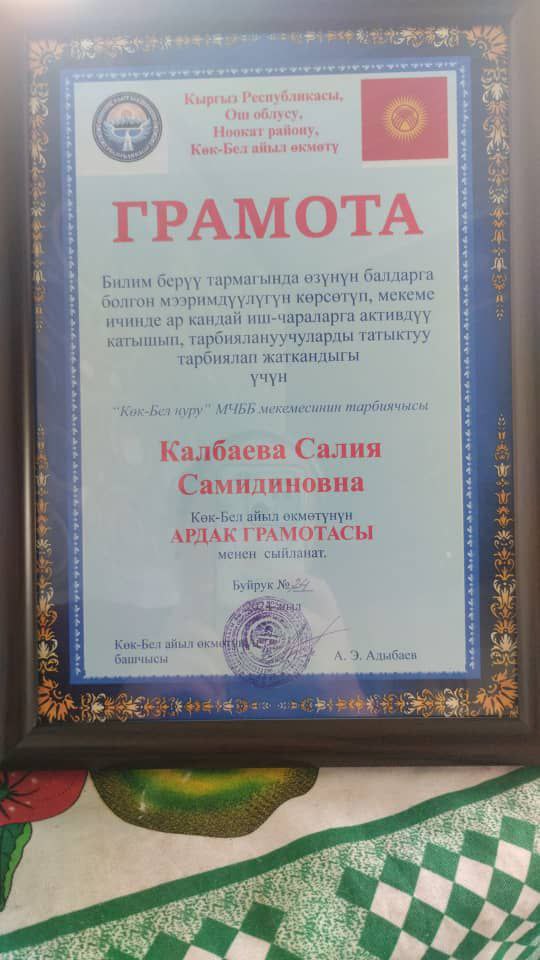 Кыргыз Республикасы,
Ош облусу,
Ноокат району,
Көк-Бел айыл өкмөтү
ГРАМОТА
Билим берүү тармагында өзүнүн балдарга
болгон мээримдүүлүгүн көрсөтүп, мекеме
ичинде ар кандай иш-чараларга активдүү
катышып, тарбиялануучуларды татыктуу
тарбиялап жаткандыгы
үчүн
“Көк-Бел нуру” МЧББ мекемесинин тарбиячысы
Калбаева Салия
Самидиновна
Көк-Бел айыл өкмөтүнүн
АРДАК ГРАМОТАСЫ
менен сыйланат.
Буйрук № 24
2024-жыл
Көк-Бел айыл өкмөтүнүн
башчысы
А. Э. Адыбаев